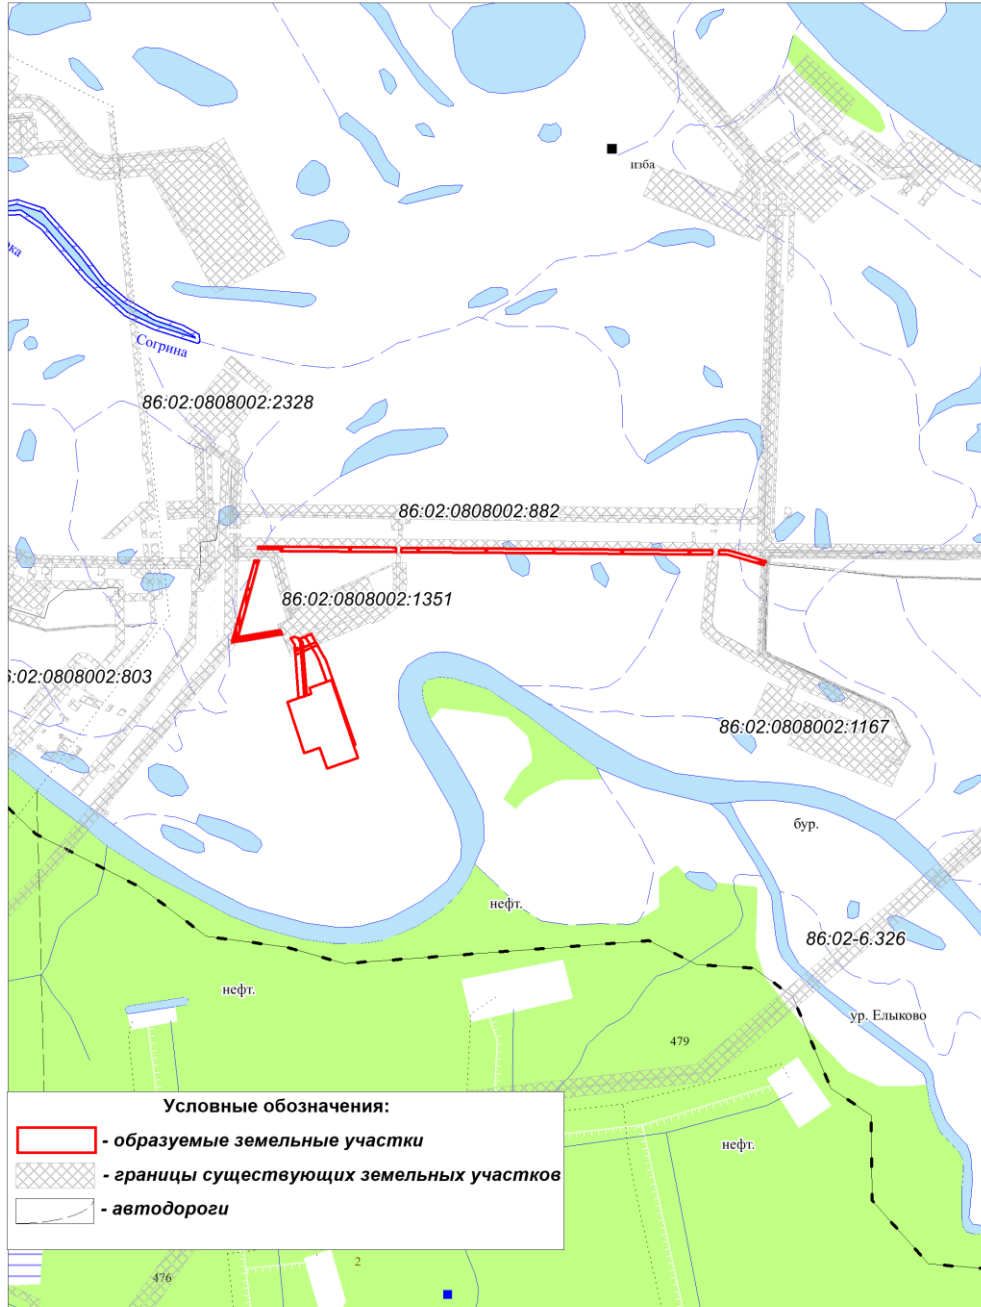 изба
Согрина
86:02:0808002:2328
86:02:0808002:882
86:02:0808002:1351
:02:0808002:803
86:02:0808002:1167
бур.
нефт.
86:02-6.326
нефт.
ур. Елыково
479
нефт.
Условные обозначения:
- образуемые земельные участки
- границы существующих земельных участков
- автодороги
2
476